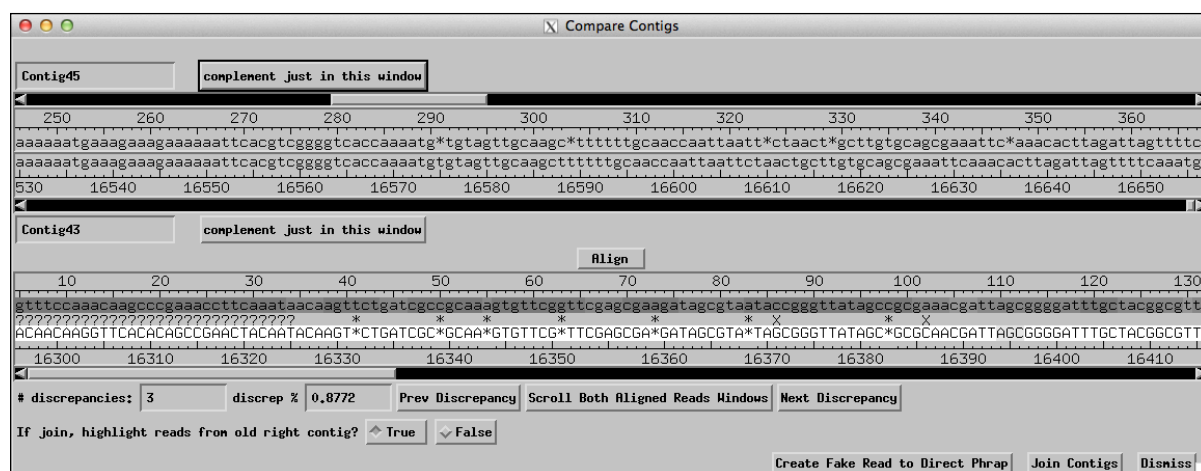 Compare Contigs
Contig45 complement just in this window
250 260 270 280 290 300 310 320 330 340 350 360
aaaaaatgaaagaaagaaaaaattcacgtcggggtcaccaaaatg*tgtagttgcaagc*ttttttgcaaccaattaatt*ctaact*gcttgtgcagcgaaattc*aaacacttagattagttttc
aaaaaatgaaagaaagaaaaaattcacgtcggggtcaccaaaatgtgtagttgcaagcttttttgcaaccaattaattctaactgcttgtgcagcgaaattcaaacacttagattagttttcaaatg
530 16540 16550 16560 16570 16580 16590 16600 16610 16620 16630 16640 16650
Contig43 complement just in this window
Align
10 20 30 40 50 60 70 80 90 100 110 120 130
gtttccaaacaagcccgaaaccttcaaataacaagttctgatcgccgcaaagtgttcggttcgagcgaagatagcgtaataccgggttatagccgcgaaacgattagcggggatttgctacggcgtt
?????????????????????????????? * * * * * * * X * X
ACAACAAGGTTCACACAGCCGAACTACAATACAAGT*CTGATCGC*GCAA*GTGTTCG*TTCGAGCGA*GATAGCGTA*TAGCGGGTTATAGC*GCGCAACGATTAGCGGGGATTTGCTACGGCGTT
16300 16310 16320 16330 16340 16350 16360 16370 16380 16390 16400 16410
# discrepancies: 3 discrep % 0.8772 Prev Discrepancy Scroll Both Aligned Reads Windows Next Discrepancy
If join, highlight reads from old right contig? True False
Create Fake Read to Direct Phrap Join Contigs Dismiss